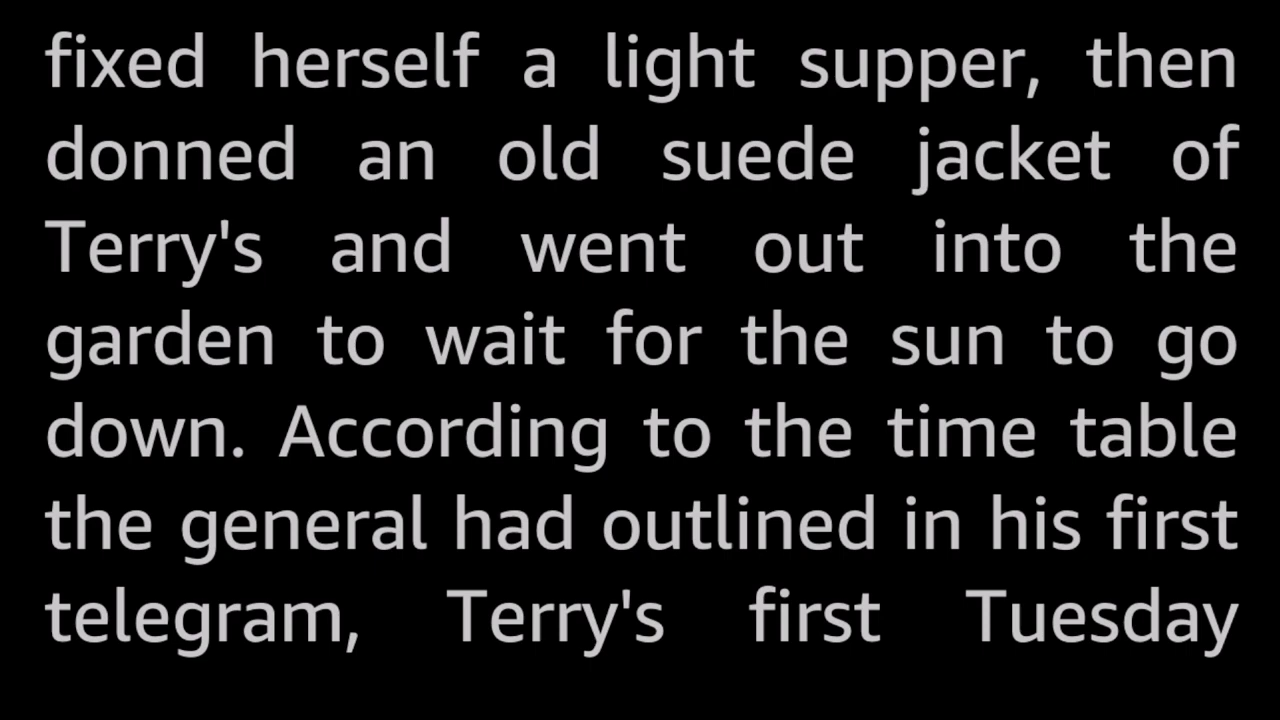 fixed herself a light supper, then
donned an old suede jacket of
Terry's and went out into the
garden to wait for the sun to go
down. According to the time table
the general had outlined in his first
telegram, Terry's first Tuesday